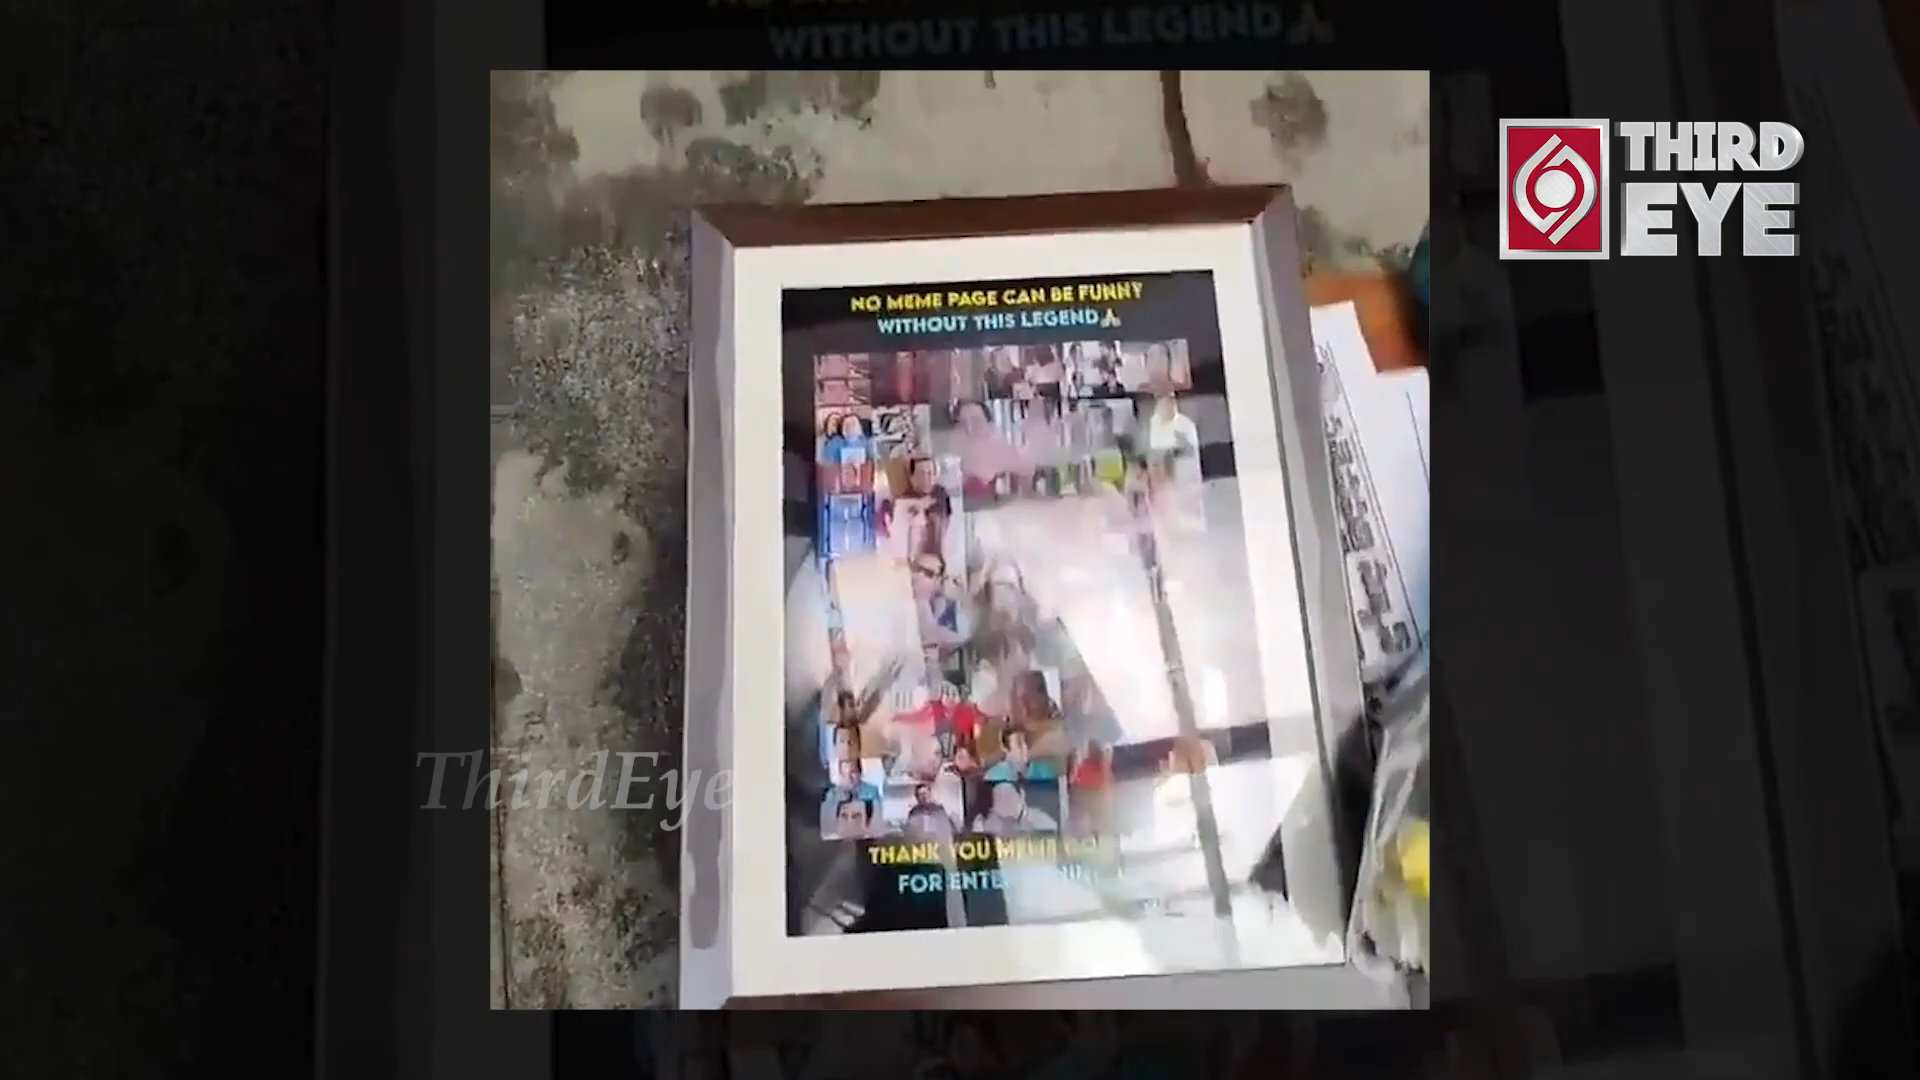 WITHOUT THIS LEGEND🙏
THIRD
EYE
NO MEME PAGE CAN BE FUNNY
WITHOUT THIS LEGEND🙏
ThirdEye
THANK YOU
FOR